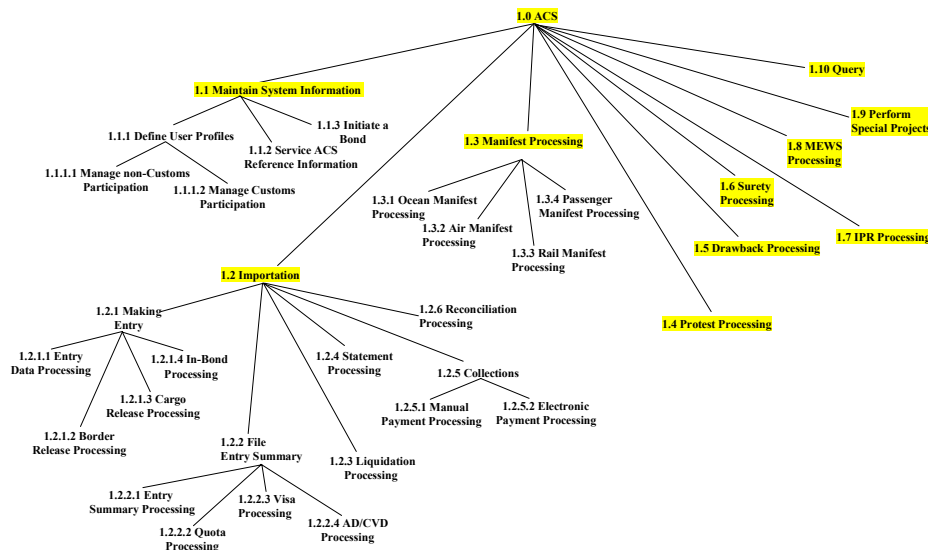 1.0 ACS
1.10 Query
1.1 Maintain System Information
1.9 Perform
Special Projects
1.1.3 Initiate a
Bond
1.1.1 Define User Profiles
1.3 Manifest Processing
1.8 MEWS
Processing
1.1.2 Service ACS
Reference Information
1.1.1.1 Manage non-Customs
Participation
1.1.1.2 Manage Customs
Participation
1.6 Surety
Processing
1.3.1 Ocean Manifest
Processing
1.3.4 Passenger
Manifest Processing
1.3.2 Air Manifest
Processing
1.7 IPR Processing
1.5 Drawback Processing
1.3.3 Rail Manifest
Processing
1.2 Importation
1.2.1 Making
Entry
1.2.6 Reconciliation
Processing
1.4 Protest Processing
1.2.1.1 Entry
Data Processing
1.2.1.4 In-Bond
Processing
1.2.4 Statement
Processing
1.2.5 Collections
1.2.1.3 Cargo
Release Processing
1.2.5.1 Manual
Payment Processing
1.2.5.2 Electronic
Payment Processing
1.2.1.2 Border
Release Processing
1.2.2 File
Entry Summary
1.2.3 Liquidation
Processing
1.2.2.1 Entry
Summary Processing
1.2.2.3 Visa
Processing
1.2.2.2 Quota
Processing
1.2.2.4 AD/CVD
Processing